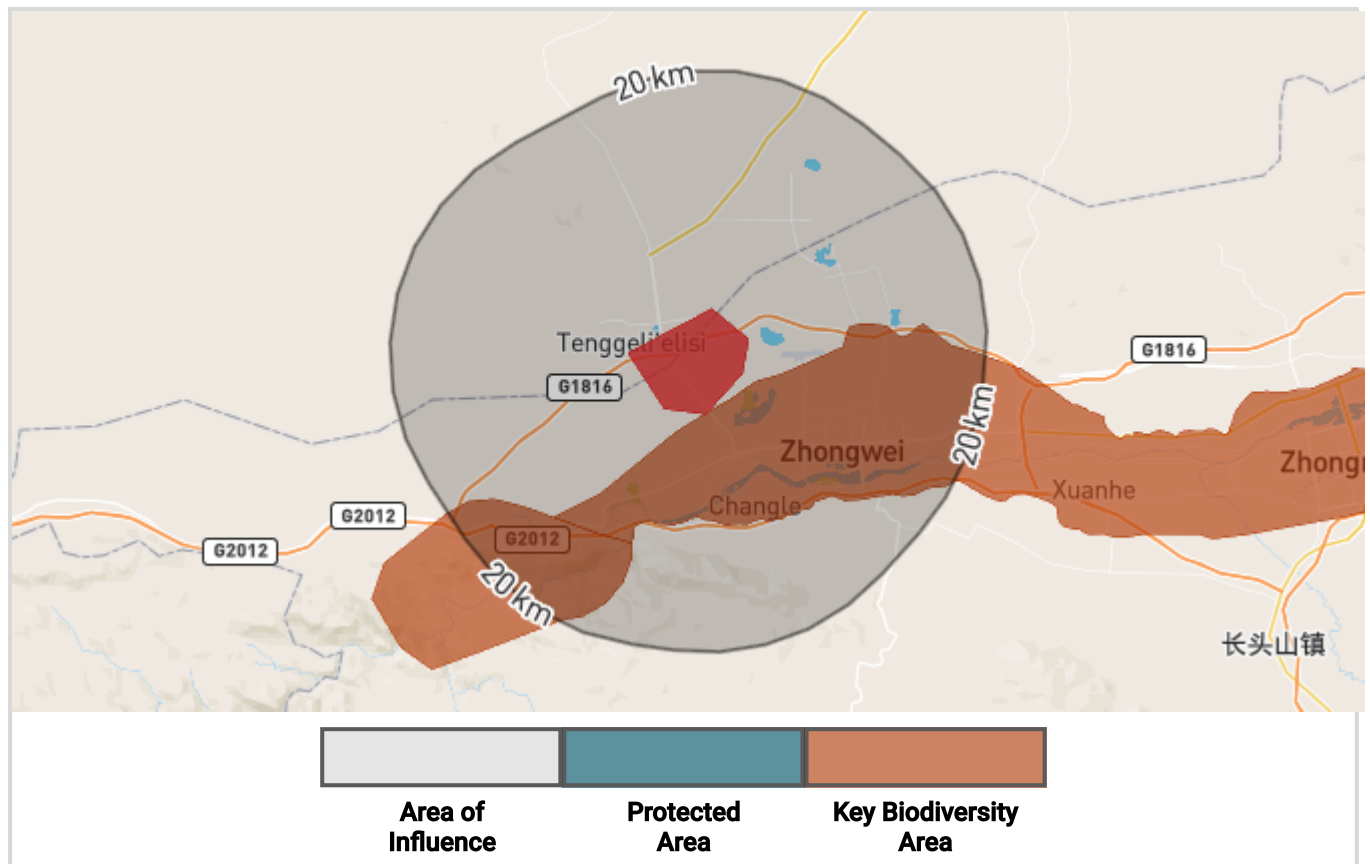 20 km
Tenggeli'elisi
G1816
G1816
20 km
Zhongwei
Zhong
Xuanhe
Changle
G2012
G2012
G2012
20 km
长头山镇
Area of
Influence
Protected
Area
Key Biodiversity
Area